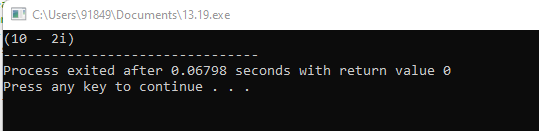 C:\Users\91849\Documents\13.19.exe
(10 - 2i)
--------------------------------
Process exited after 0.06798 seconds with return value 0
Press any key to continue . . .